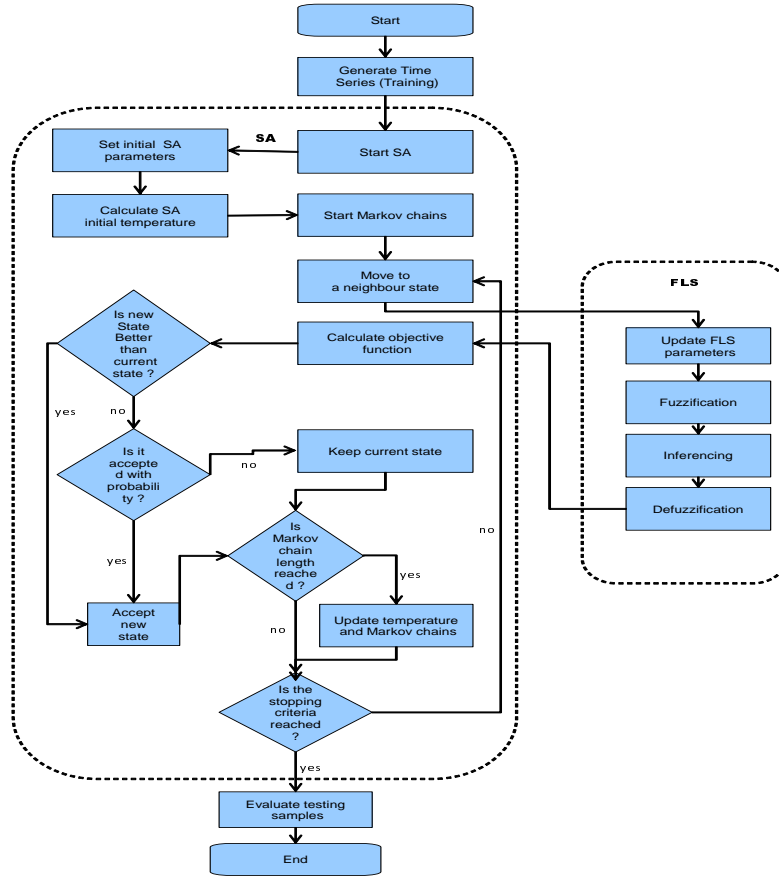 Start
Generate Time
Series (Training)
SA
Start SA
Set initial SA
parameters
Calculate SA
initial temperature
Start Markov chains
Move to
a neighbour state
FLS
Update FLS
parameters
Fuzzification
Inferencing
Defuzzification
Calculate objective
function
Is new
State
Better
than
current
state ?
yes
no
Is it
accepte
d with
probabili
ty ?
no
Keep current state
yes
Accept
new
state
Is
Markov
chain
length
reache
d ?
yes
no
Update temperature
and Markov chains
no
Is the
stopping
criteria
reached
?
yes
Evaluate testing
samples
End